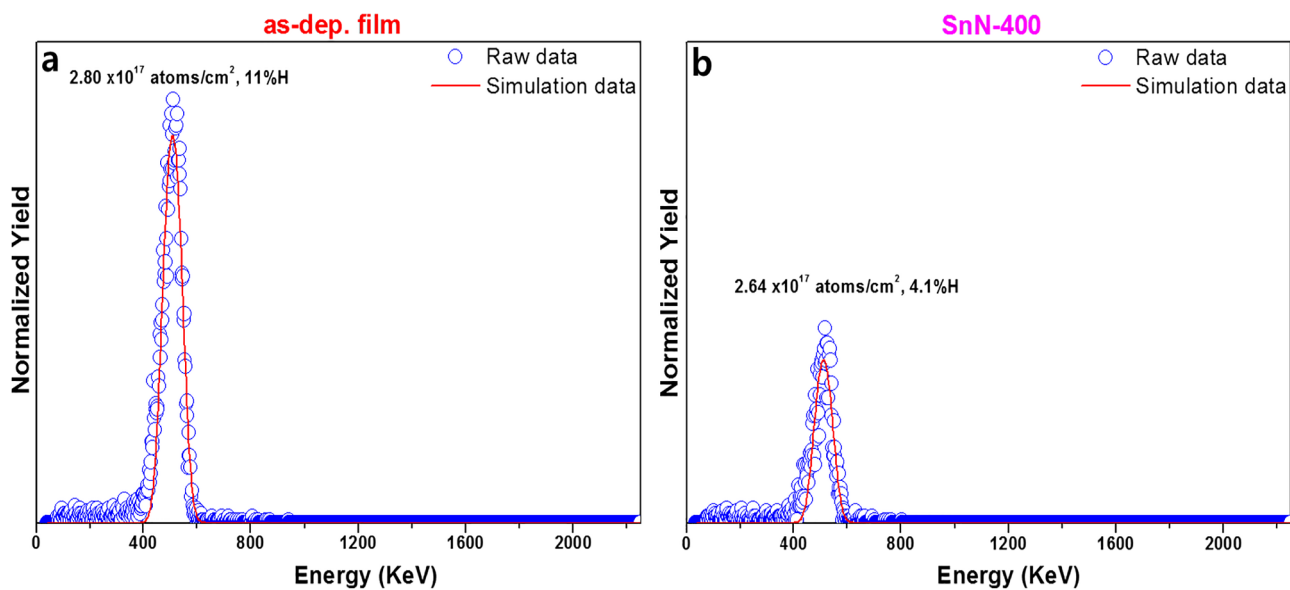 as-dep. film
a
2.80 x10¹⁷ atoms/cm², 11%H
Raw data
Simulation data
Normalized Yield
0 400 800 1200 1600 2000
Energy (KeV)
SnN-400
b
Raw data
Simulation data
2.64 x10¹⁷ atoms/cm², 4.1%H
Normalized Yield
0 400 800 1200 1600 2000
Energy (KeV)